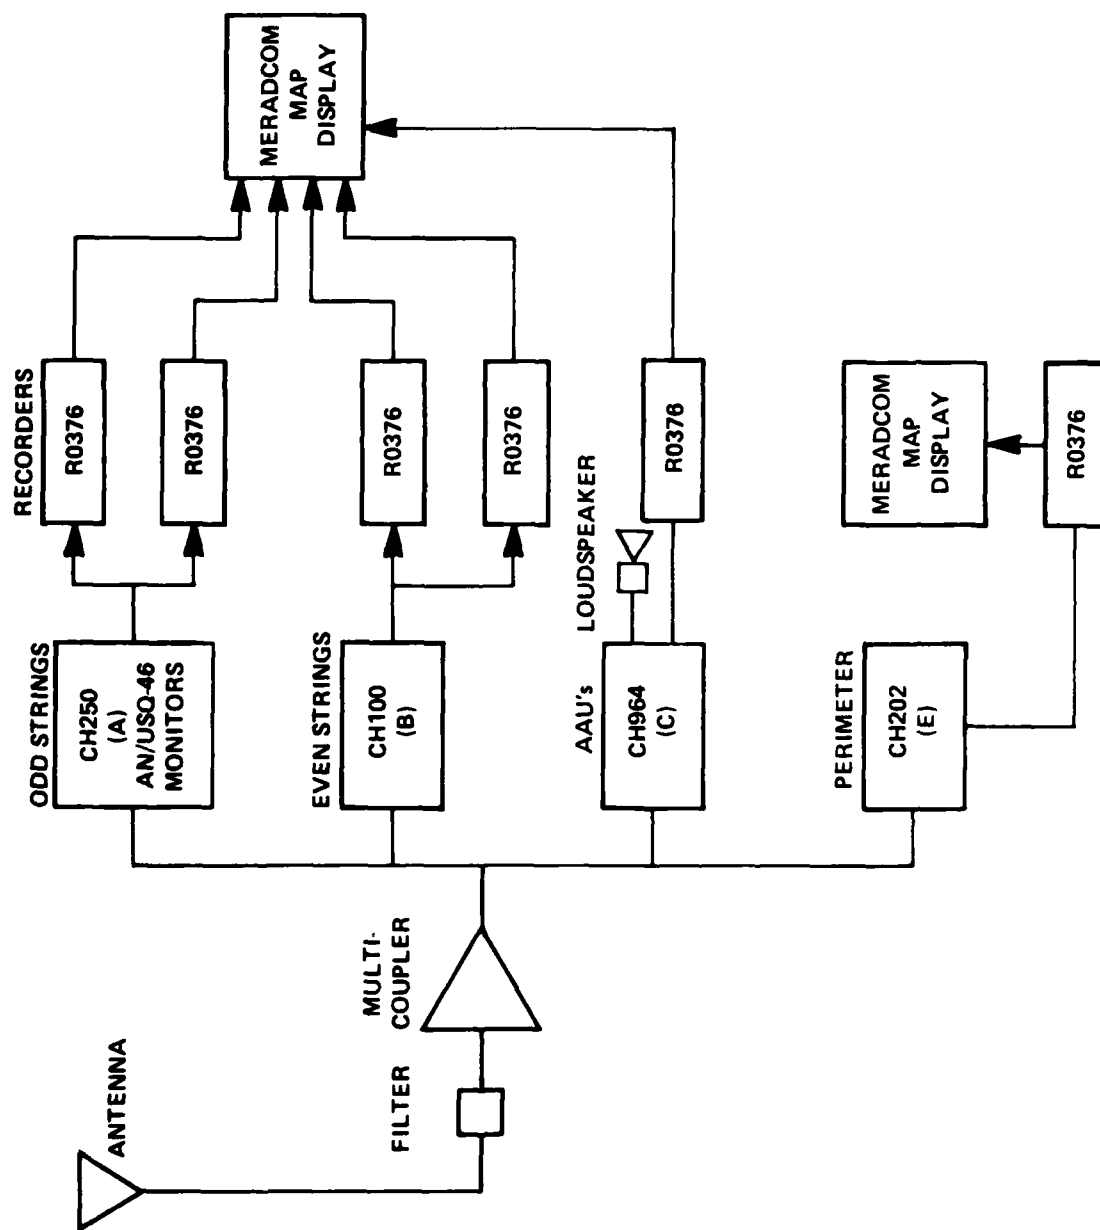 ANTENNA
FILTER
MULTI-
COUPLER
ODD STRINGS
CH250
(A)
AN/USQ-46
MONITORS
EVEN STRINGS
CH100
(B)
AAU's
CH964
(C)
PERIMETER
CH202
(E)
LOUDSPEAKER
RECORDERS
R0376
R0376
R0376
R0376
R0376
R0376
MERADCOM
MAP
DISPLAY
MERADCOM
MAP
DISPLAY